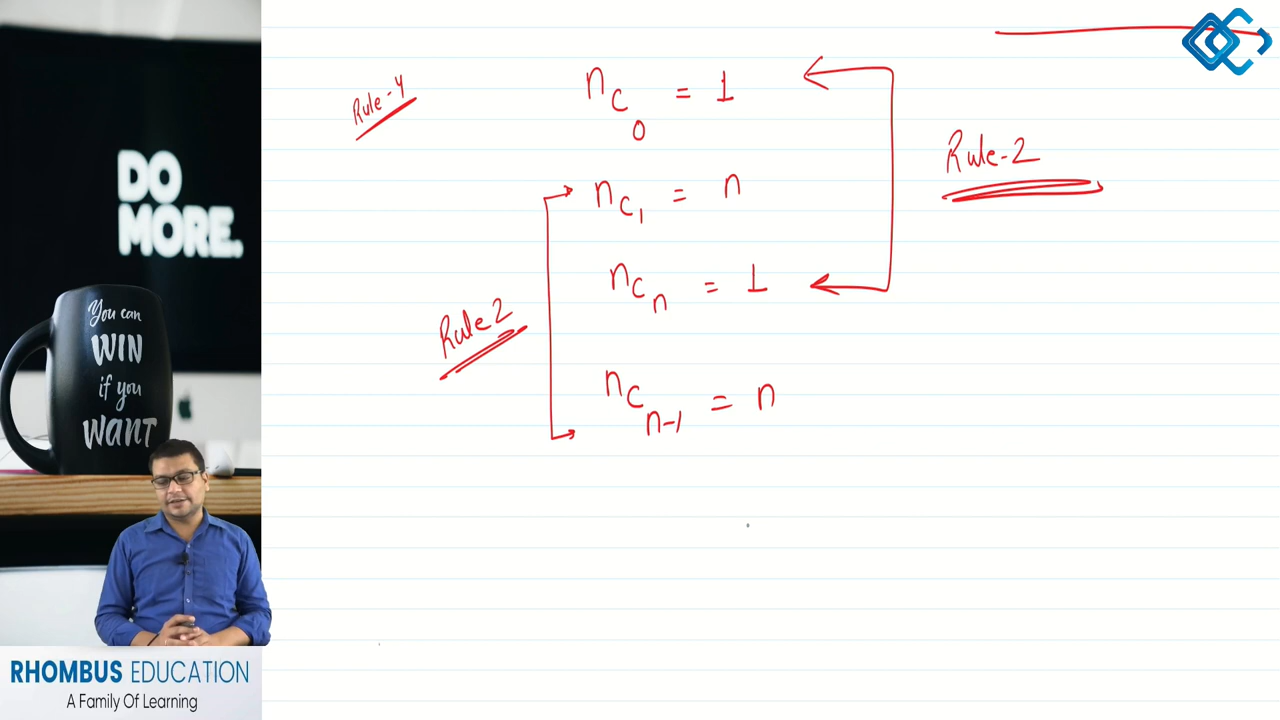 Rule-4
nC0 = 1
nC1 = n
Rule-2
nCn = 1
Rule 2
nCn-1 = n
DO
MORE.
You can
WIN
if you
WANT
RHOMBUS EDUCATION
A Family Of Learning